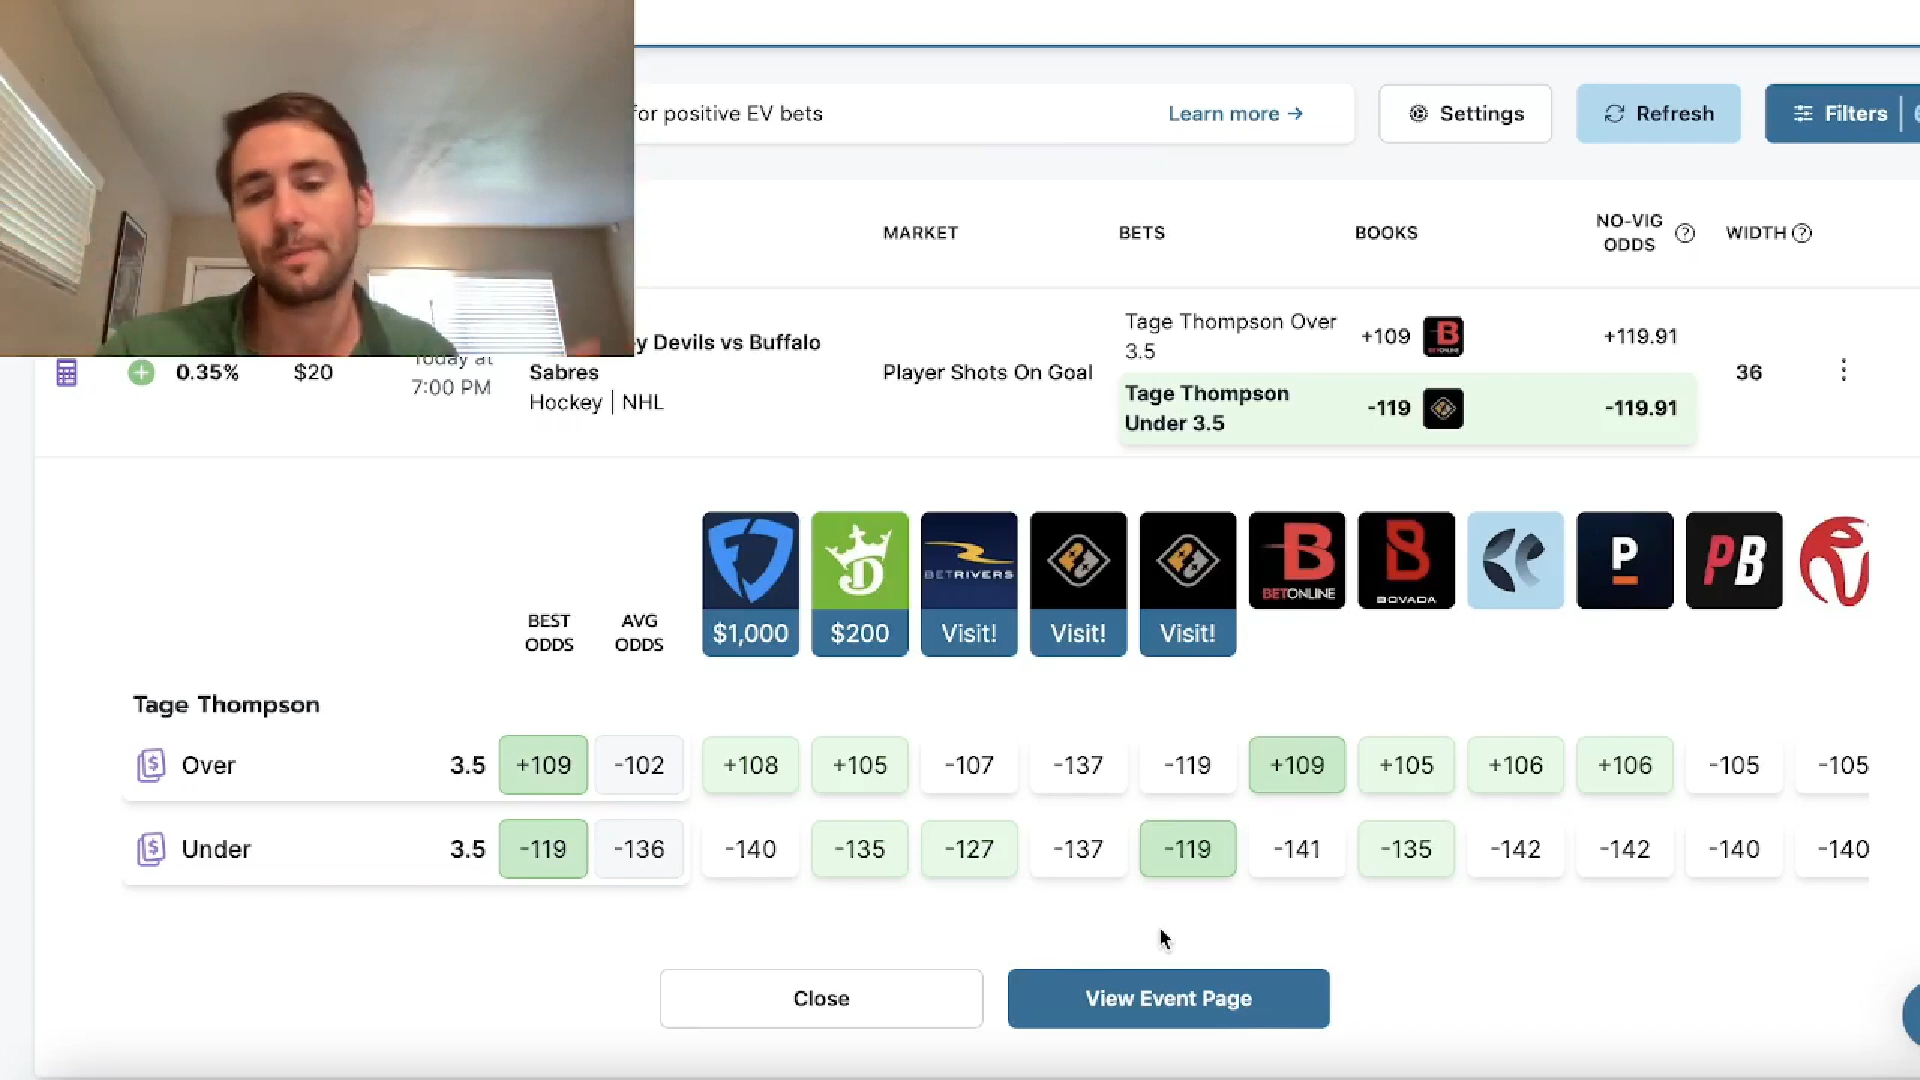 for positive EV bets
Learn more →
Settings
Refresh
Filters
MARKET
BETS
BOOKS
NO-VIG
ODDS
WIDTH
0.35%
$20
Today at
7:00 PM
y Devils vs Buffalo
Sabres
Hockey | NHL
Player Shots On Goal
Tage Thompson Over
3.5
+109
B
BETONLINE
+119.91
Tage Thompson
Under 3.5
-119
-119.91
36
BEST
ODDS
AVG
ODDS
$1,000
$200
BETRIVERS
Visit!
Visit!
Visit!
B
BETONLINE
B
BOVADA
P
PB
Tage Thompson
Over 3.5 +109 -102 +108 +105 -107 -137 -119 +109 +105 +106 +106 -105 -105
Under 3.5 -119 -136 -140 -135 -127 -137 -119 -141 -135 -142 -142 -140 -140
Close
View Event Page